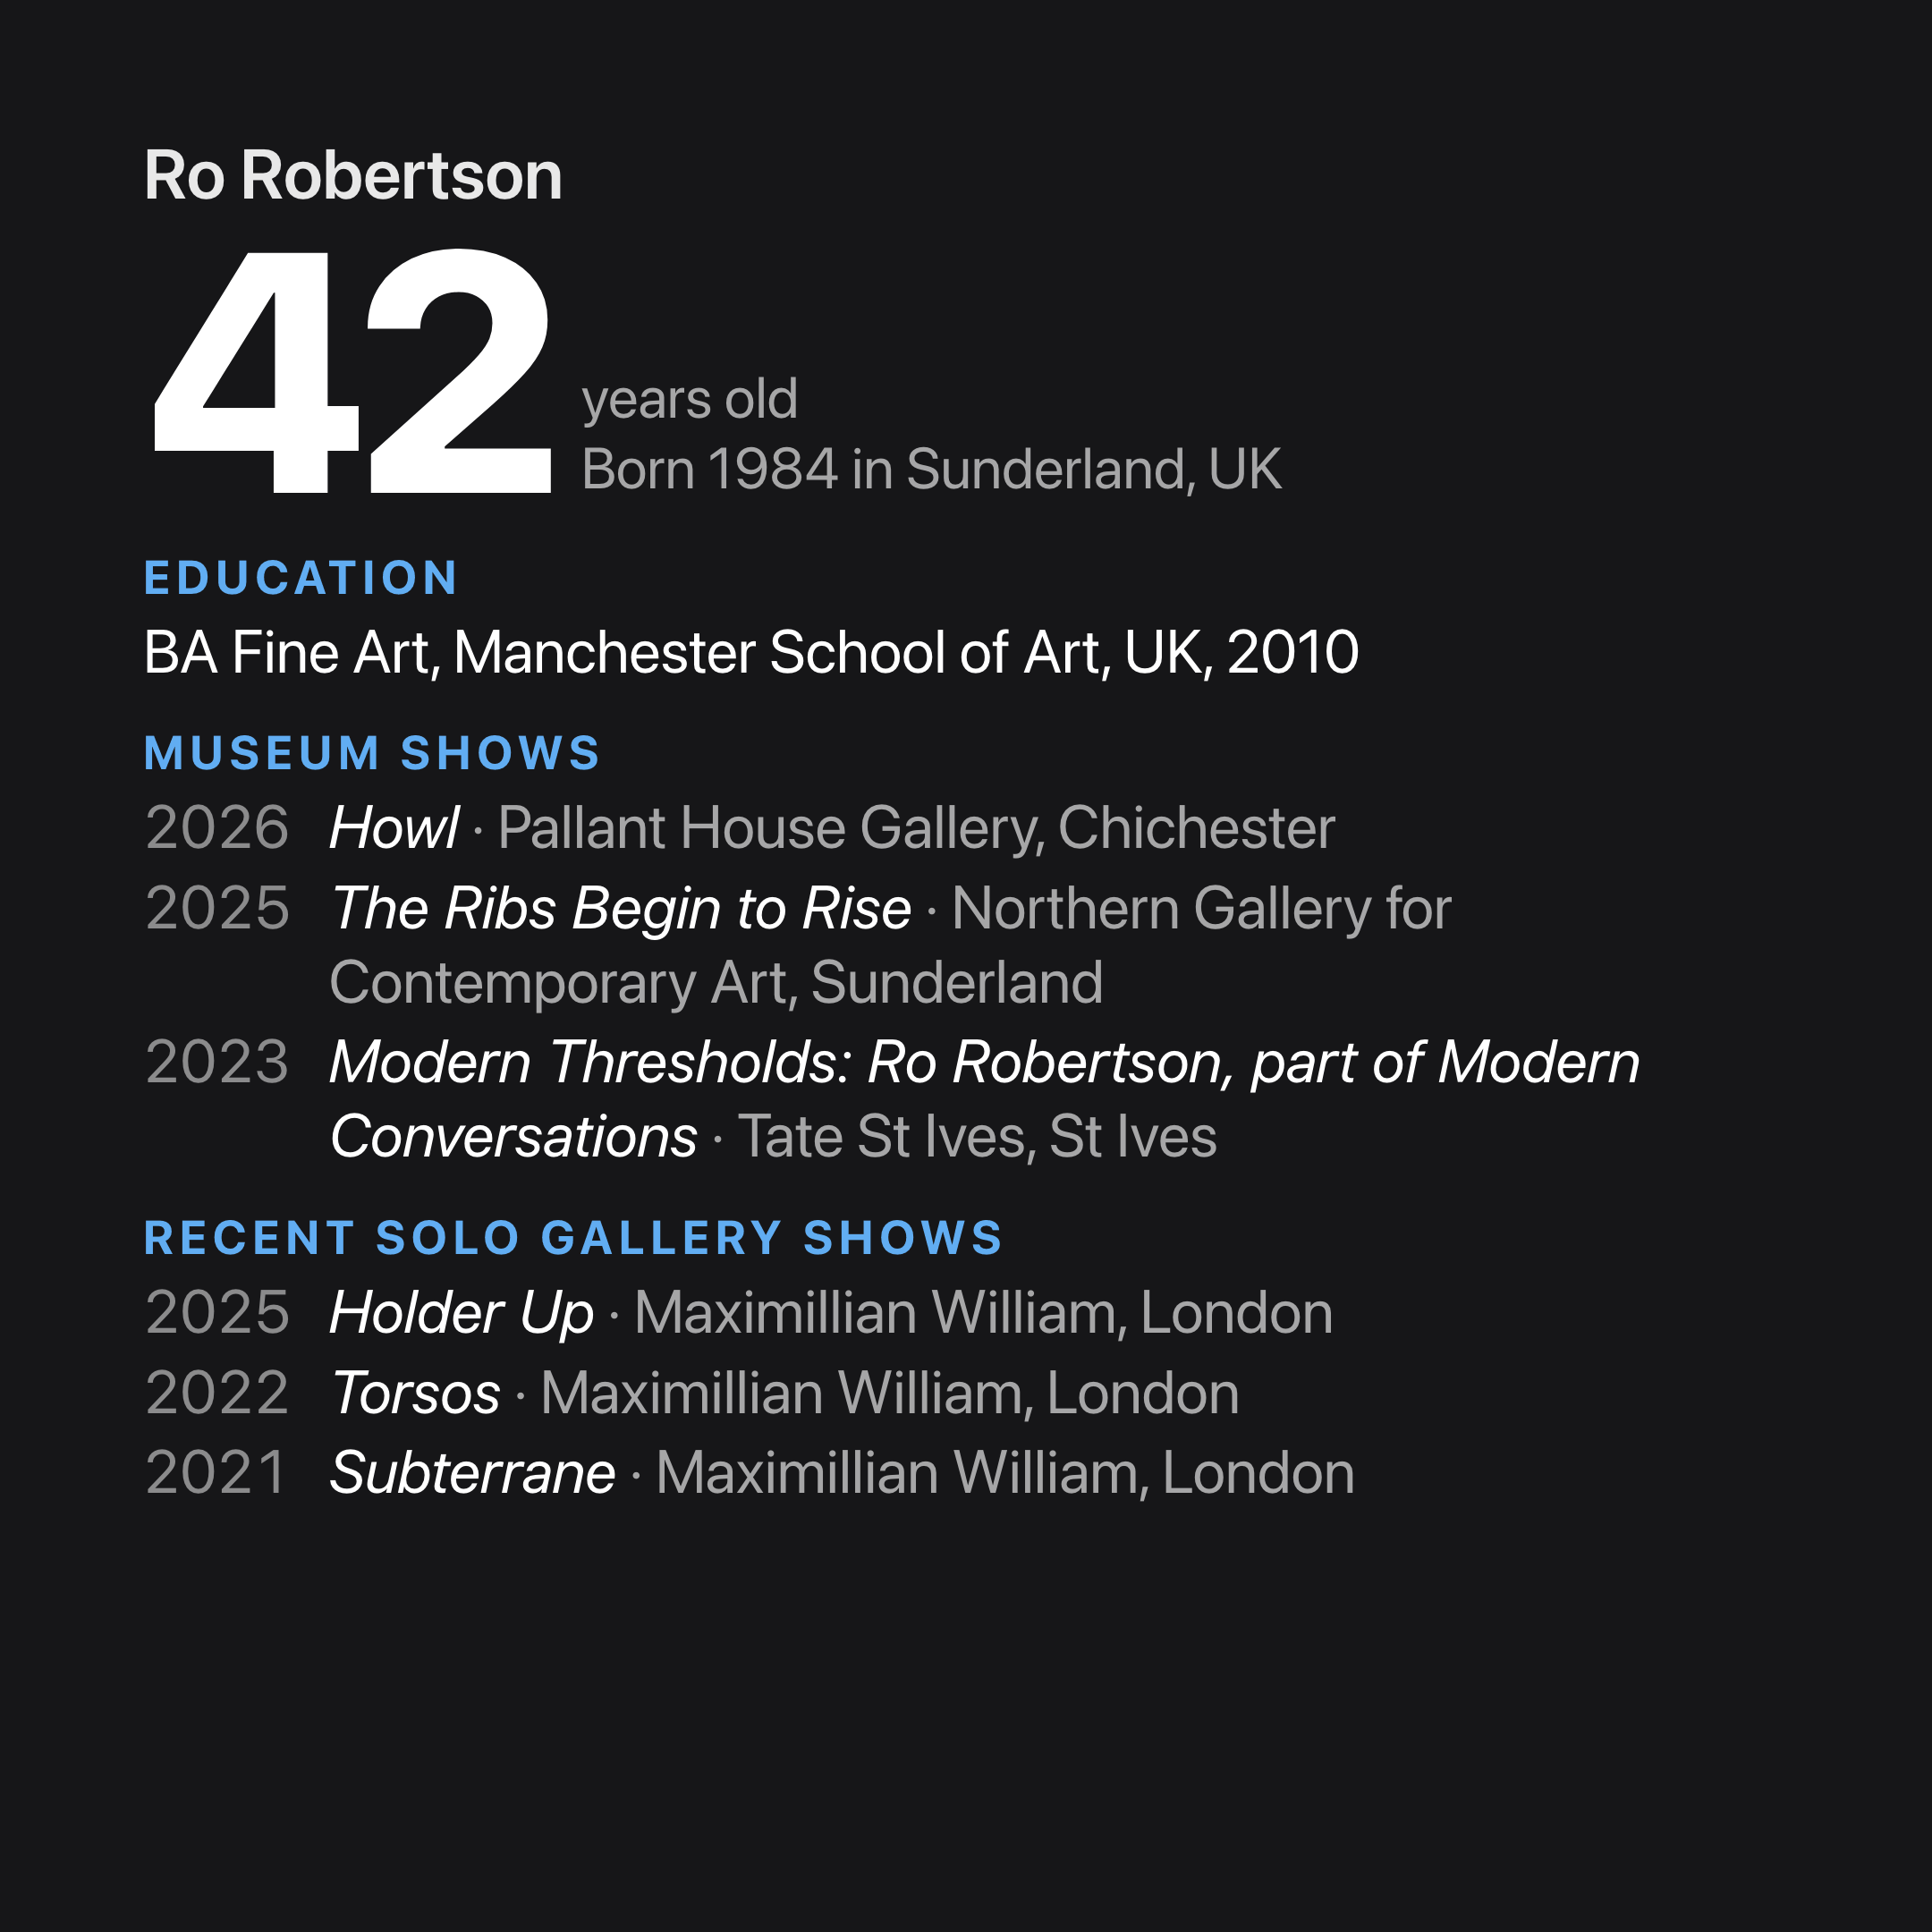 Ro Robertson
42
years old
Born 1984 in Sunderland, UK
EDUCATION
BA Fine Art, Manchester School of Art, UK, 2010
MUSEUM SHOWS
2026 Howl · Pallant House Gallery, Chichester
2025 The Ribs Begin to Rise · Northern Gallery for
Contemporary Art, Sunderland
2023 Modern Thresholds: Ro Robertson, part of Modern
Conversations · Tate St Ives, St Ives
RECENT SOLO GALLERY SHOWS
2025 Holder Up · Maximillian William, London
2022 Torsos · Maximillian William, London
2021 Subterrane · Maximillian William, London